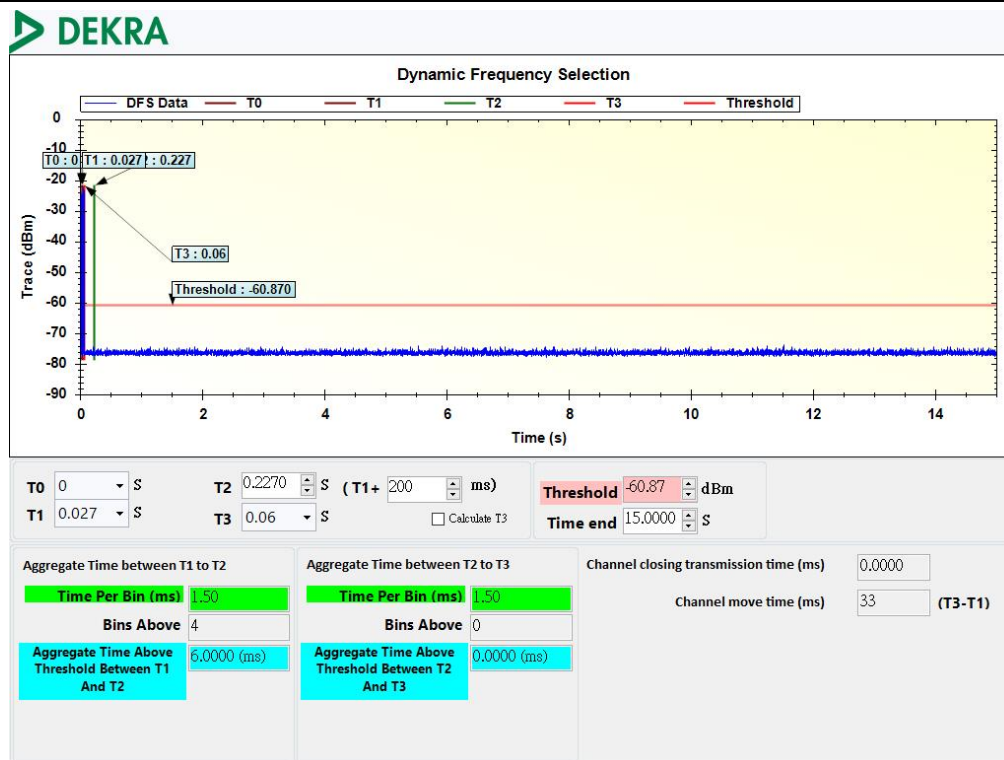 DEKRA
Dynamic Frequency Selection
DFS Data T0 T1 T2 T3 Threshold
Trace (dBm)
0
-10
-20
-30
-40
-50
-60
-70
-80
-90
T0 : 0 T1 : 0.027 : 0.227
T3 : 0.06
Threshold : -60.870
0 2 4 6 8 10 12 14
Time (s)
T0 0 S T2 0.2270 S ( T1+ 200 ms) Threshold -60.87 dBm
T1 0.027 S T3 0.06 S Calculate T3 Time end 15.0000 S
Aggregate Time between T1 to T2
Time Per Bin (ms) 1.50
Bins Above 4
Aggregate Time Above
Threshold Between T1
And T2
6.0000 (ms)
Aggregate Time between T2 to T3
Time Per Bin (ms) 1.50
Bins Above 0
Aggregate Time Above
Threshold Between T2
And T3
0.0000 (ms)
Channel closing transmission time (ms) 0.0000
Channel move time (ms) 33 (T3-T1)